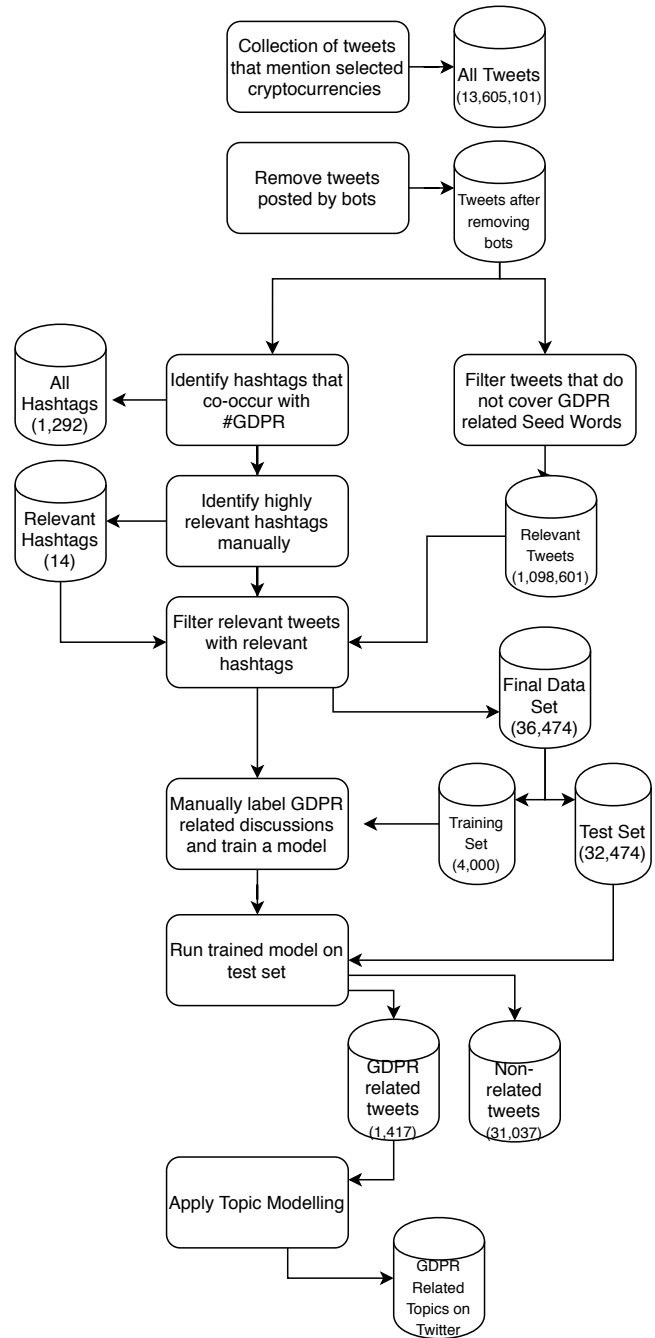 Collection of tweets
that mention selected
cryptocurrencies
All Tweets
(13,605,101)
Remove tweets
posted by bots
Tweets after
removing
bots
All
Hashtags
(1,292)
Identify hashtags that
co-occur with
#GDPR
Filter tweets that do
not cover GDPR
related Seed Words
Relevant
Hashtags
(14)
Identify highly
relevant hashtags
manually
Relevant
Tweets
(1,098,601)
Filter relevant tweets
with relevant
hashtags
Final Data
Set
(36,474)
Manually label GDPR
related discussions
and train a model
Training
Set
(4,000)
Test Set
(32,474)
Run trained model on
test set
GDPR
related
tweets
(1,417)
Non-
related
tweets
(31,037)
Apply Topic Modelling
GDPR
Related
Topics on
Twitter